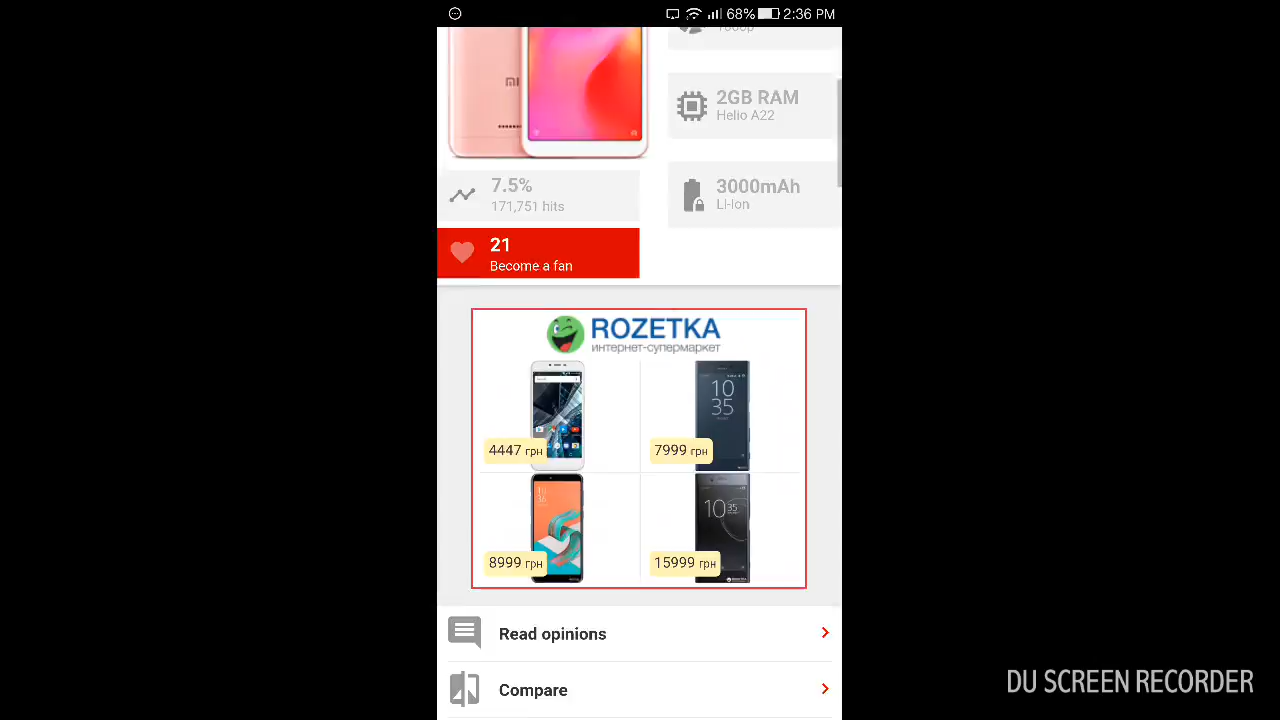 68% 2:36 PM
1080p
2GB RAM
Helio A22
7.5%
171,751 hits
3000mAh
Li-Ion
21
Become a fan
ROZETKA
интернет-супермаркет
4447 грн
7999 грн
8999 грн
15999 грн
Read opinions
Compare
DU SCREEN RECORDER